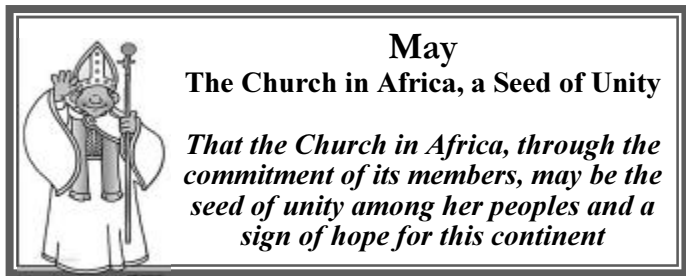 May
The Church in Africa, a Seed of Unity
That the Church in Africa, through the
commitment of its members, may be the
seed of unity among her peoples and a
sign of hope for this continent